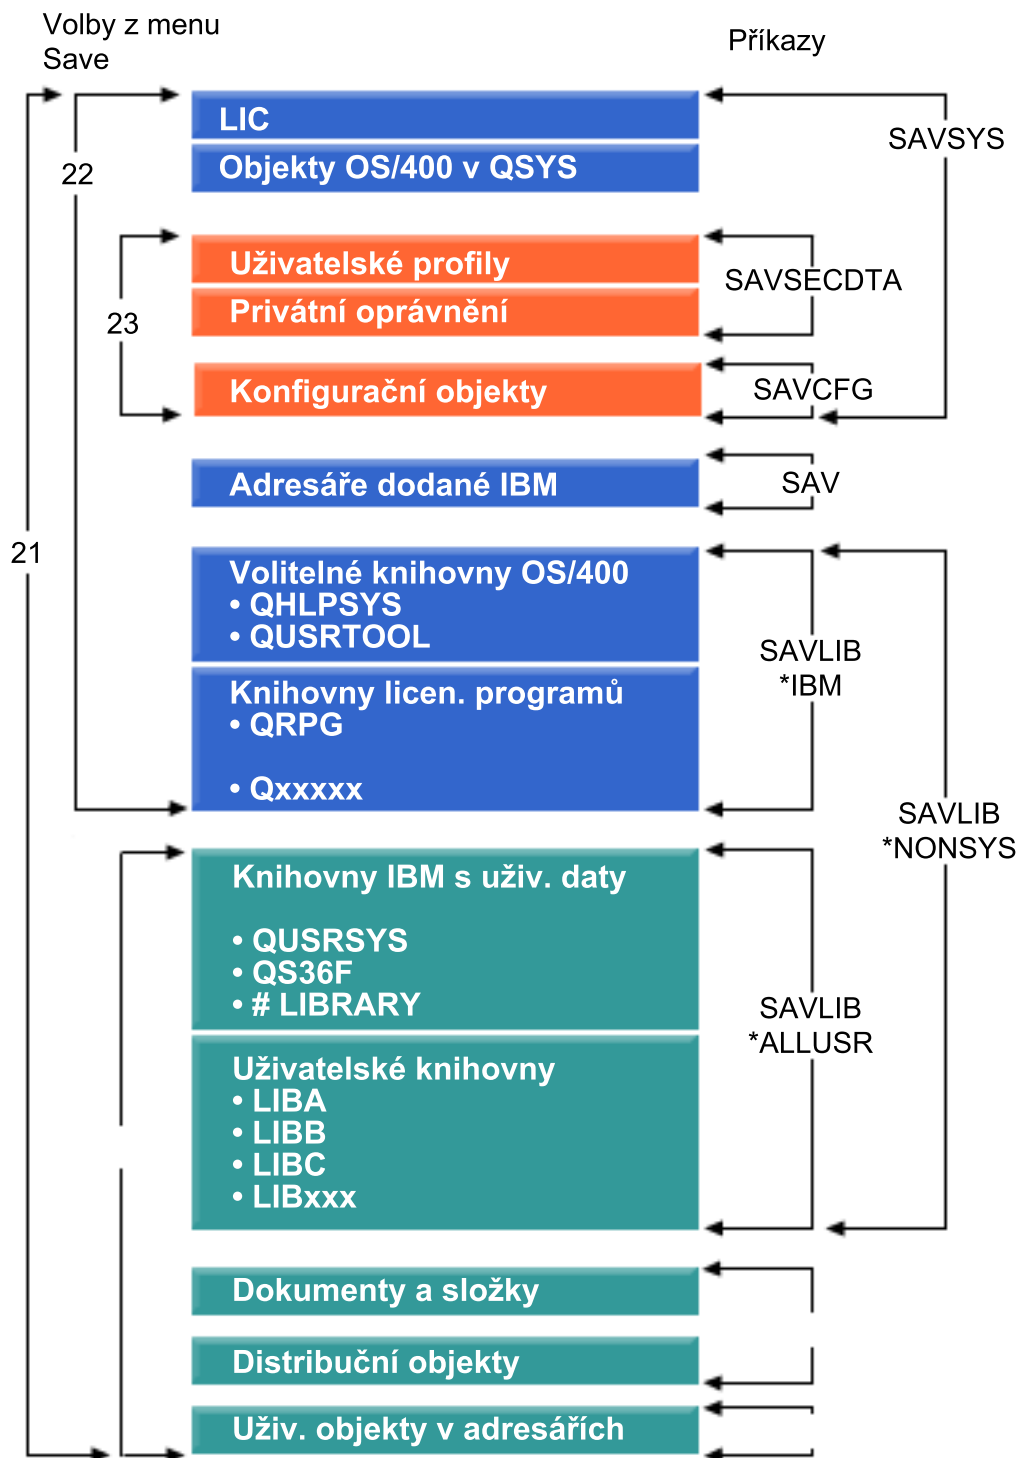 Volby z menu
Save
Příkazy
LIC
SAVSYS
Objekty OS/400 v QSYS
22
Uživatelské profily
SAVSECDTA
Privátní oprávnění
23
Konfigurační objekty
SAVCFG
Adresáře dodané IBM
SAV
21
Volitelné knihovny OS/400
• QHLPSYS
• QUSRTOOL
SAVLIB
*IBM
Knihovny licen. programů
• QRPG
• Qxxxxx
SAVLIB
*NONSYS
Knihovny IBM s uživ. daty
• QUSRSYS
• QS36F
• # LIBRARY
SAVLIB
*ALLUSR
Uživatelské knihovny
• LIBA
• LIBB
• LIBC
• LIBxxx
Dokumenty a složky
Distribuční objekty
Uživ. objekty v adresářích